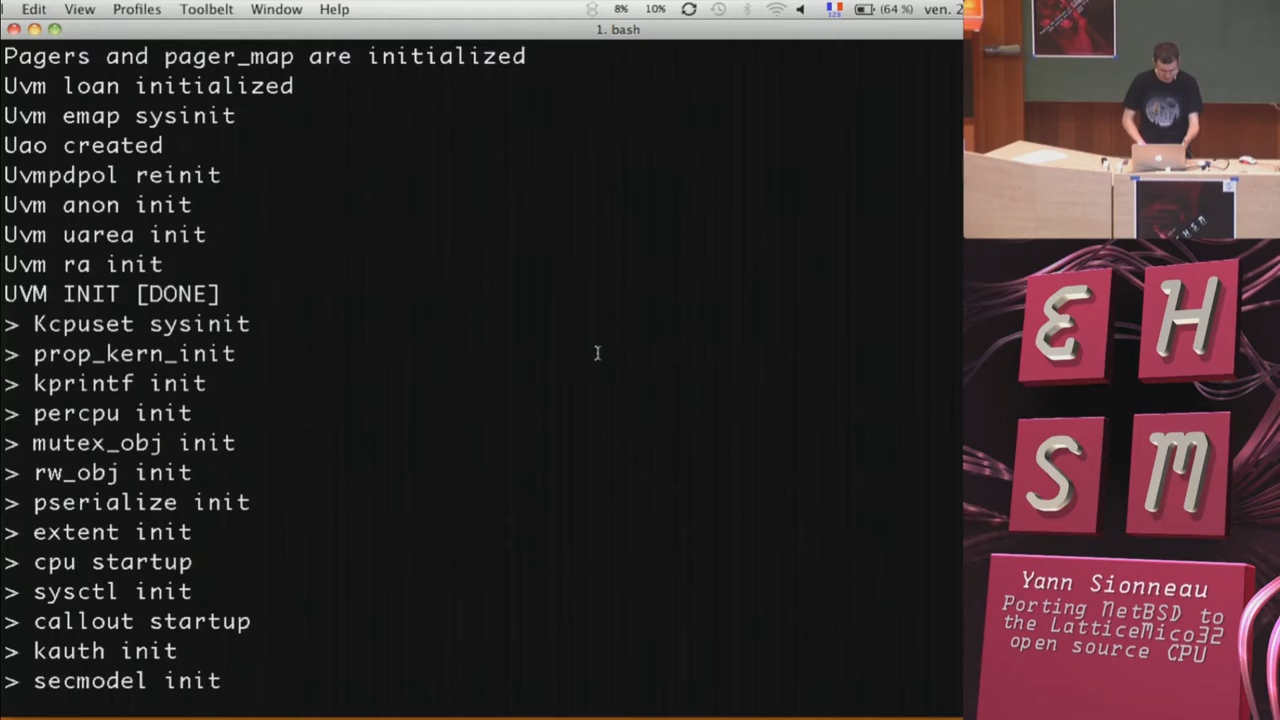 Edit View Profiles Toolbelt Window Help 8% 10% 123 (64 %) ven. 2
1. bash
Pagers and pager_map are initialized
Uvm loan initialized
Uvm emap sysinit
Uao created
Uvmpdpol reinit
Uvm anon init
Uvm uarea init
Uvm ra init
UVM INIT [DONE]
> Kcpuset sysinit
> prop_kern_init
> kprintf init
> percpu init
> mutex_obj init
> rw_obj init
> pserialize init
> extent init
> cpu startup
> sysctl init
> callout startup
> kauth init
> secmodel init
EHSM
E H
S M
Yann Sionneau
Porting NetBSD to
the LatticeMico32
open source CPU